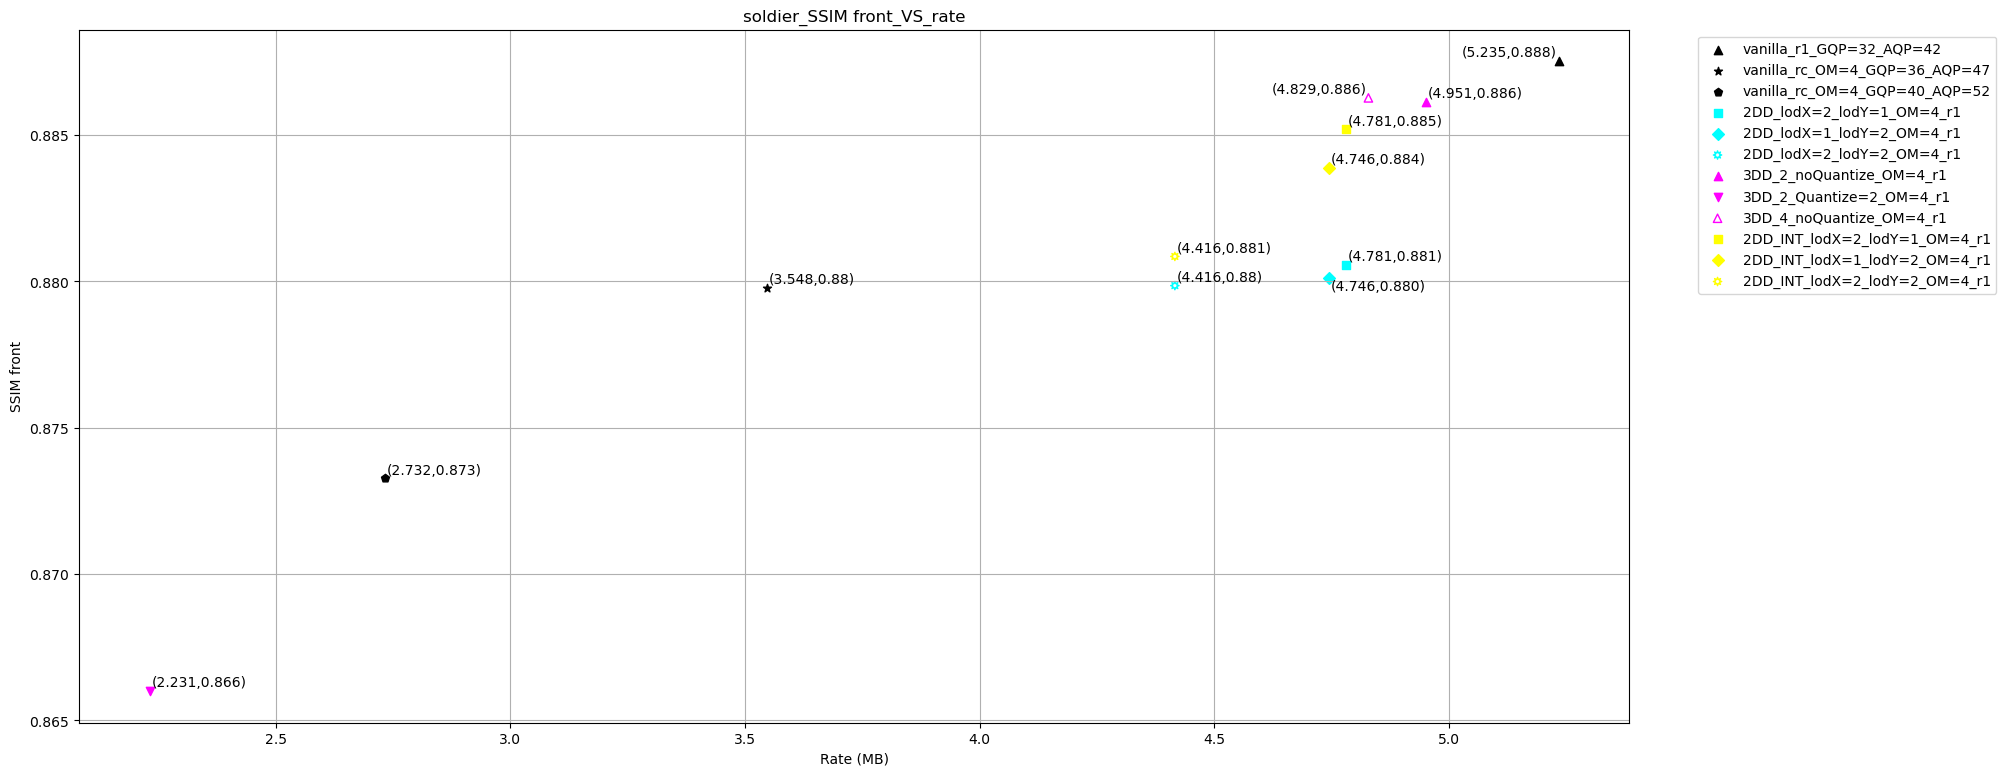 soldier_SSIM front_VS_rate
(5.235,0.888)
(4.829,0.886)
(4.951,0.886)
(4.781,0.885)
(4.746,0.884)
(4.416,0.881)
(4.781,0.881)
(3.548,0.88)
(4.416,0.88)
(4.746,0.880)
(2.732,0.873)
(2.231,0.866)
SSIM front
0.885
0.880
0.875
0.870
0.865
2.5
3.0
3.5
4.0
4.5
5.0
Rate (MB)
vanilla_r1_GQP=32_AQP=42
vanilla_rc_OM=4_GQP=36_AQP=47
vanilla_rc_OM=4_GQP=40_AQP=52
2DD_lodX=2_lodY=1_OM=4_r1
2DD_lodX=1_lodY=2_OM=4_r1
2DD_lodX=2_lodY=2_OM=4_r1
3DD_2_noQuantize_OM=4_r1
3DD_2_Quantize=2_OM=4_r1
3DD_4_noQuantize_OM=4_r1
2DD_INT_lodX=2_lodY=1_OM=4_r1
2DD_INT_lodX=1_lodY=2_OM=4_r1
2DD_INT_lodX=2_lodY=2_OM=4_r1